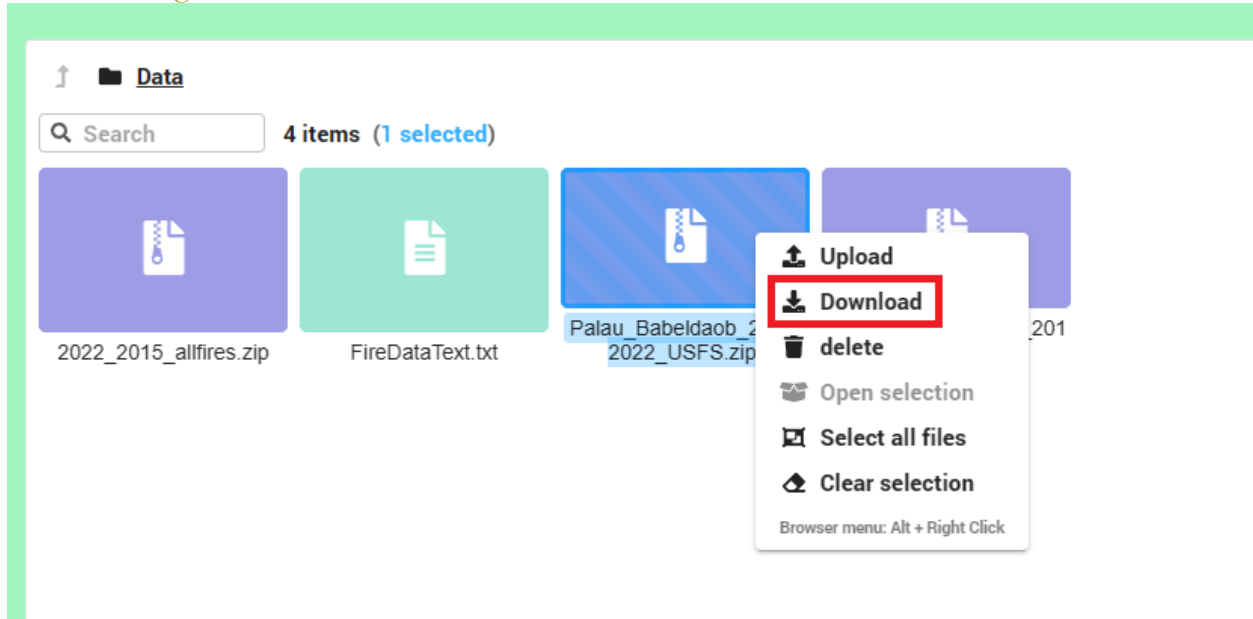 Data
Search
4 items (1 selected)
2022_2015_allfires.zip
FireDataText.txt
Palau_Babeldaob_2
2022_USFS.zip
_201
Upload
Download
delete
Open selection
Select all files
Clear selection
Browser menu: Alt + Right Click